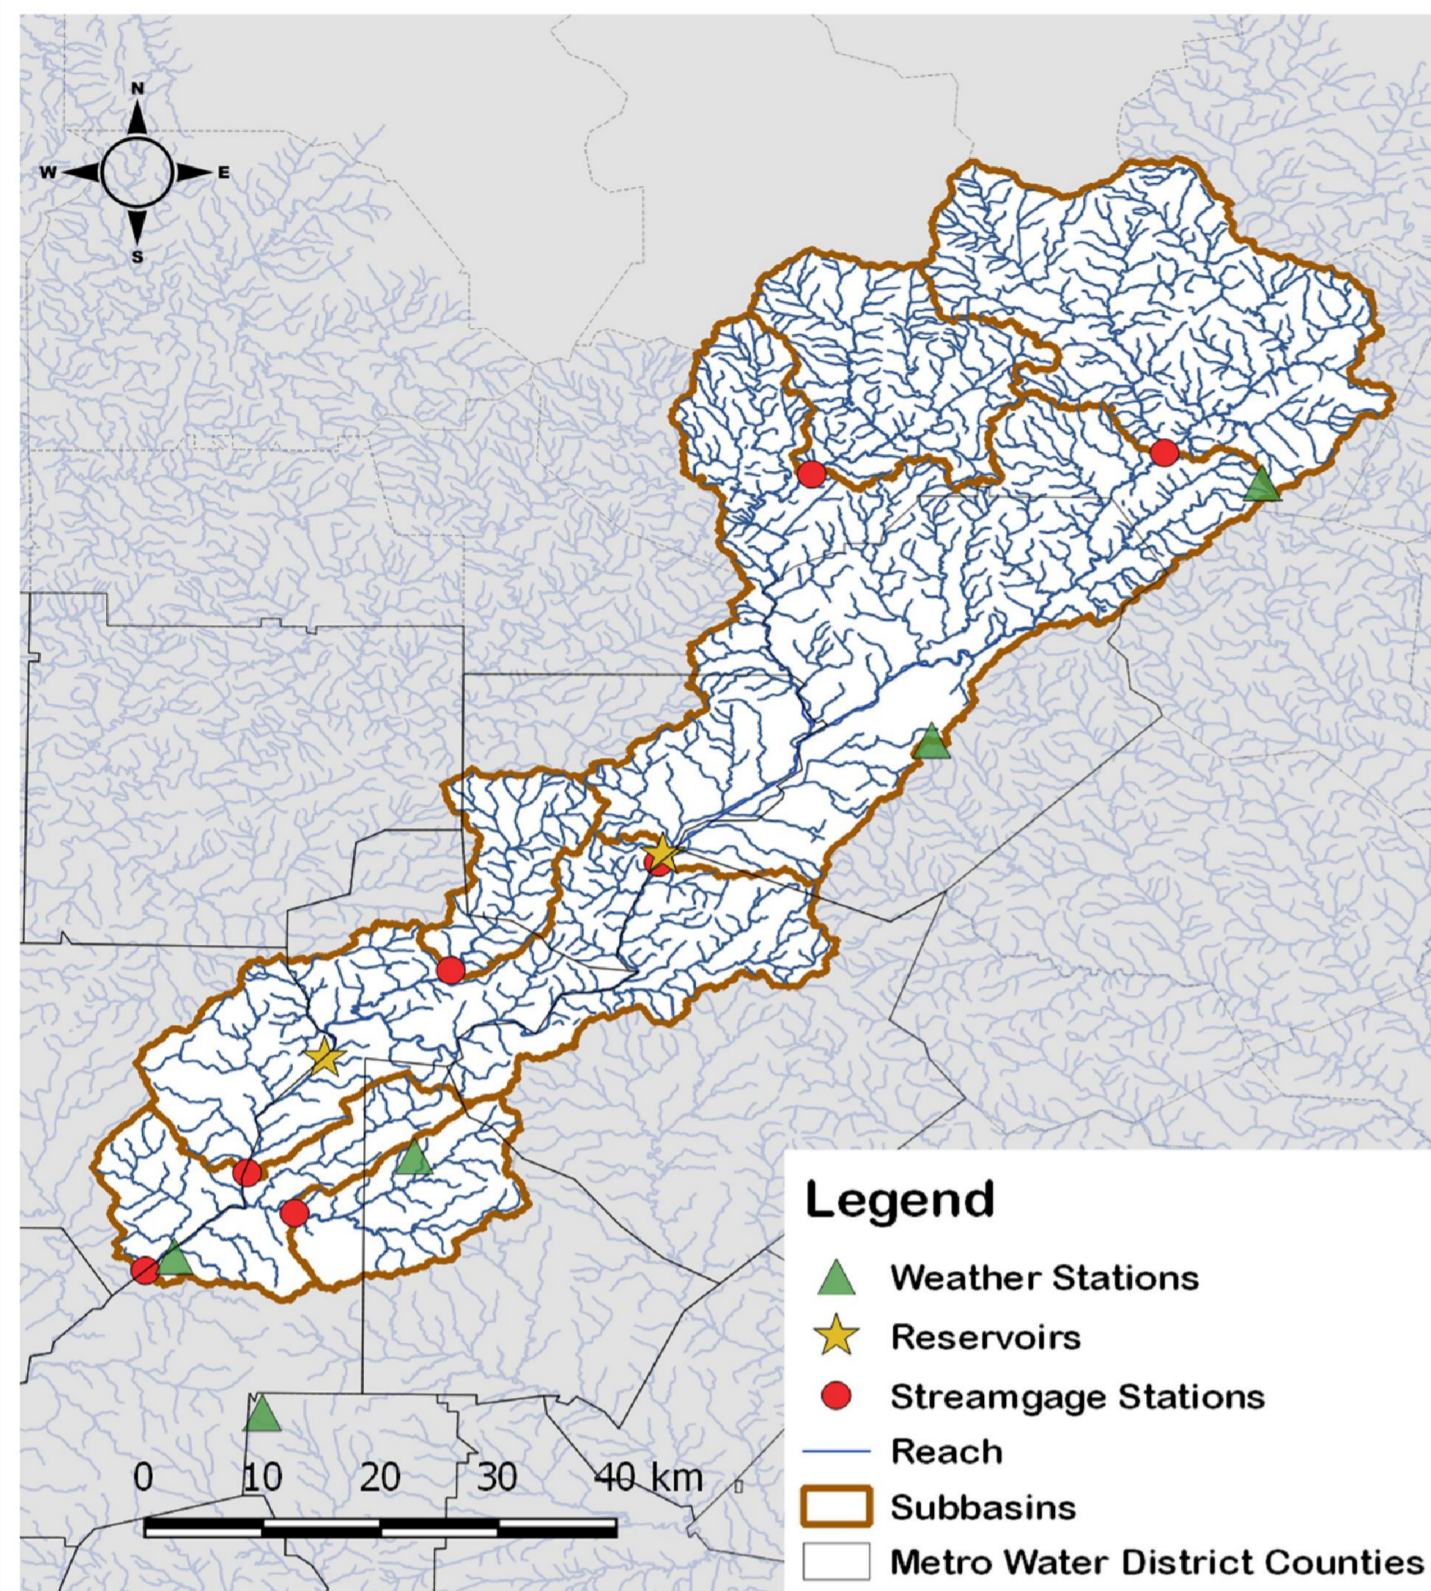 N
W E
S
Legend
Weather Stations
Reservoirs
Streamgage Stations
Reach
Subbasins
Metro Water District Counties
0 10 20 30 40 km